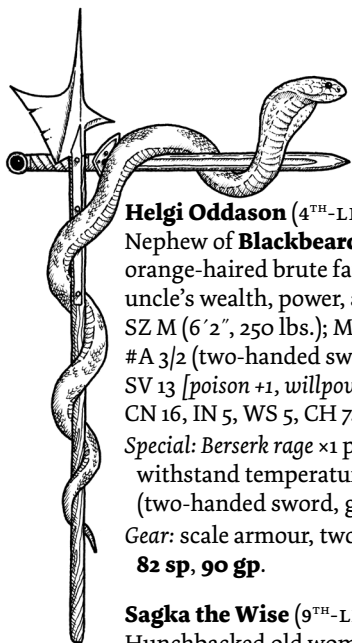 Helgi Oddason (4TH-L
Nephew of Blackbeard
orange-haired brute fa
uncle's wealth, power, a
SZ M (6´2˝, 250 lbs.); M
#A 3/2 (two-handed sw
SV 13 [poison +1, willpow
CN 16, IN 5, WS 5, CH 7
Special: Berserk rage ×1 p
withstand temperatur
(two-handed sword, g
Gear: scale armour, two
82 sp, 90 gp.
Sagka the Wise (9TH-L
Hunchbacked old wom